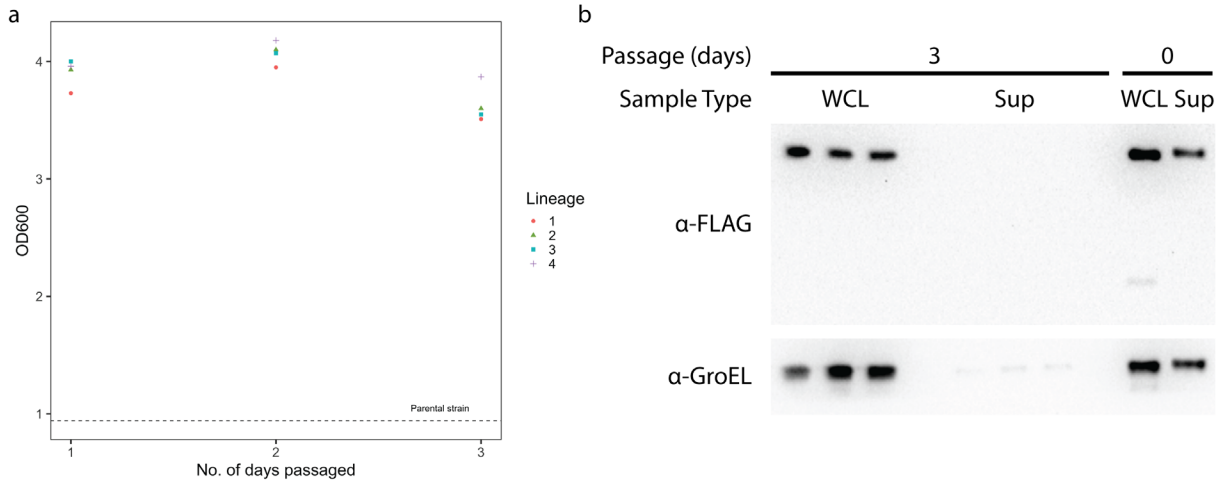 a
4
3
2
1
OD600
Parental strain
1 2 3
No. of days passaged
Lineage
1
2
3
4
b
Passage (days) 3 0
Sample Type WCL Sup WCL Sup
α-FLAG
α-GroEL